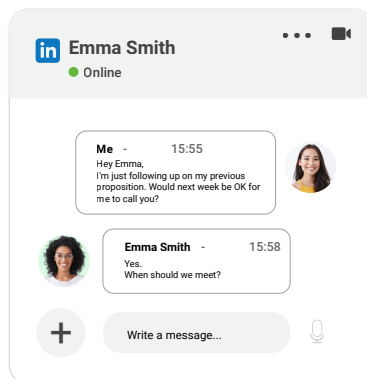 in
Emma Smith
Online
Me - 15:55
Hey Emma,
I'm just following up on my previous
proposition. Would next week be OK for
me to call you?
Emma Smith - 15:58
Yes.
When should we meet?
Write a message...